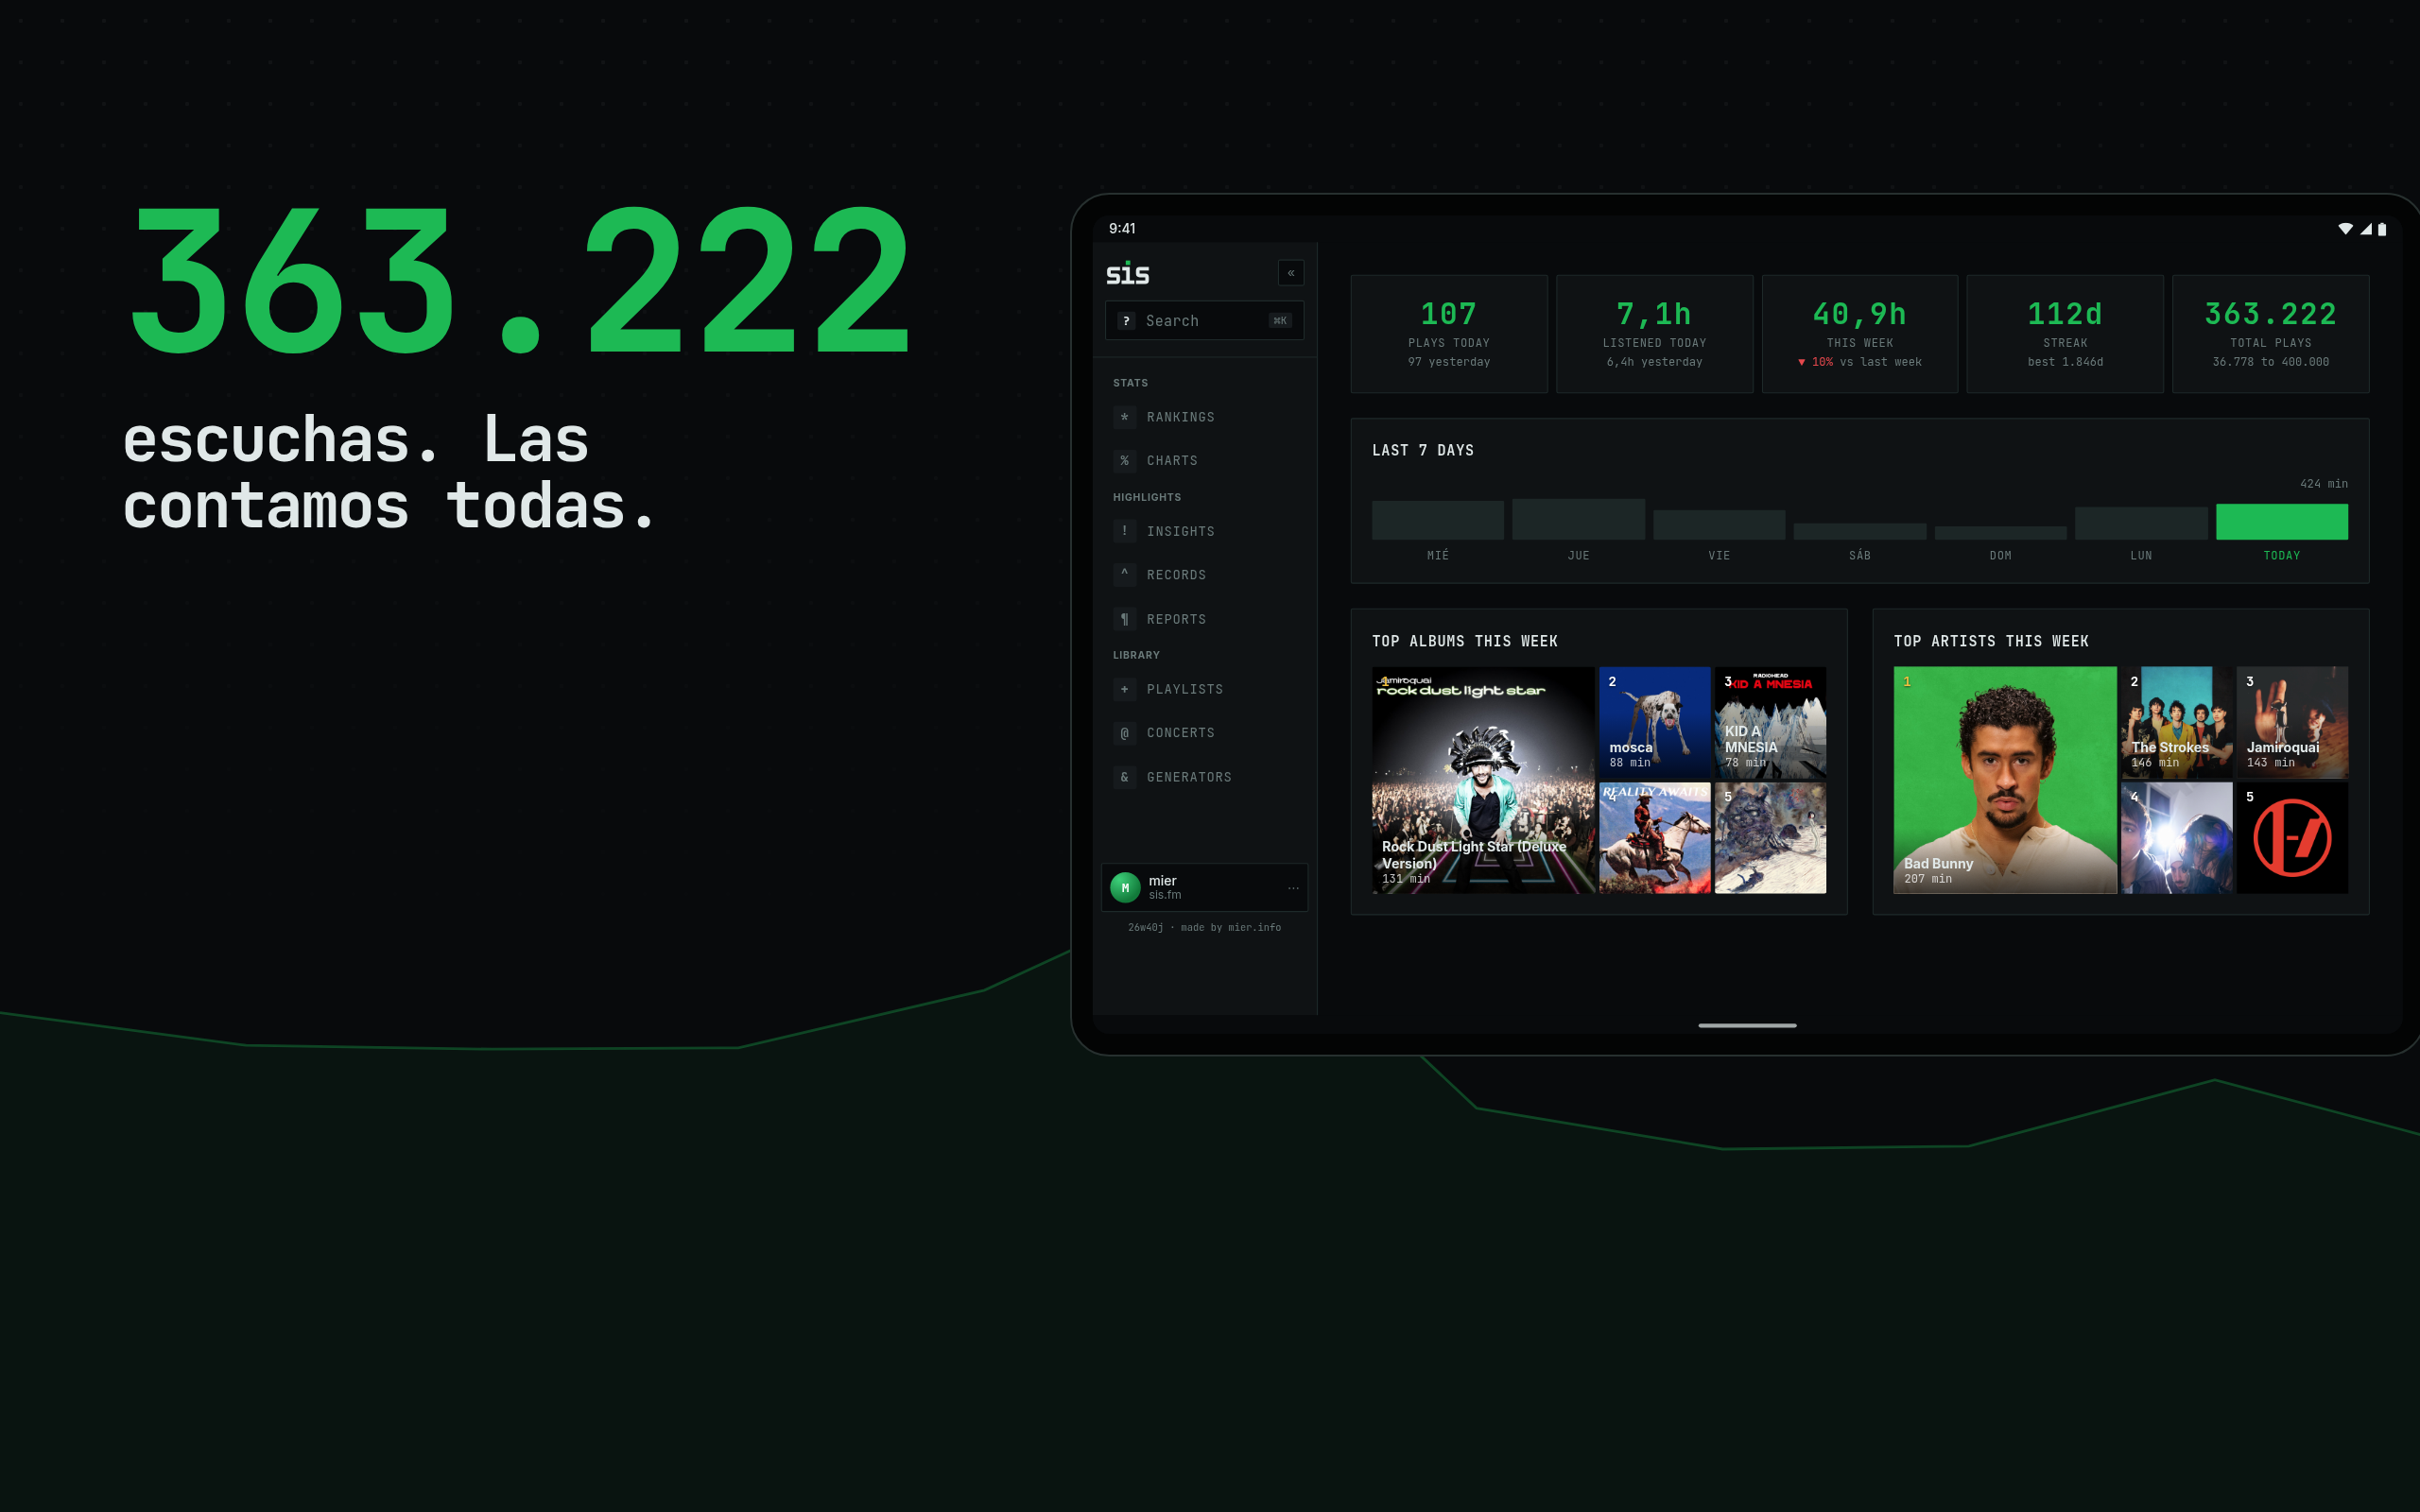 363.222
escuchas. Las
contamos todas.
9:41
sis
«
? Search ⌘K
STATS
* RANKINGS
% CHARTS
HIGHLIGHTS
! INSIGHTS
^ RECORDS
¶ REPORTS
LIBRARY
+ PLAYLISTS
@ CONCERTS
& GENERATORS
M mier ...
sis.fm
26w40j · made by mier.info
107
PLAYS TODAY
97 yesterday
7,1h
LISTENED TODAY
6,4h yesterday
40,9h
THIS WEEK
▼ 10% vs last week
112d
STREAK
best 1.846d
363.222
TOTAL PLAYS
36.778 to 400.000
LAST 7 DAYS
424 min
MIÉ JUE VIE SÁB DOM LUN TODAY
TOP ALBUMS THIS WEEK
1
Jamiroquai
rock dust light star
Rock Dust Light Star (Deluxe
Version)
131 min
2
mosca
88 min
3
RADIOHEAD
KID A MNESIA
KID A
MNESIA
78 min
4
REALITY AWAITS
5
TOP ARTISTS THIS WEEK
1
Bad Bunny
207 min
2
The Strokes
146 min
3
Jamiroquai
143 min
4
5